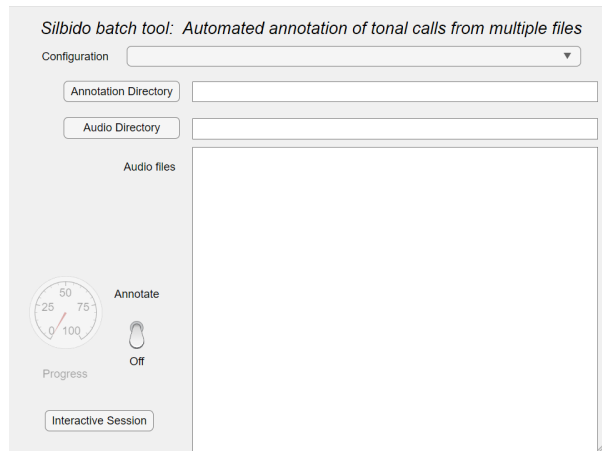 Silbido batch tool:  Automated annotation of tonal calls from multiple files
Configuration
Annotation Directory
Audio Directory
Audio files
50
25 75
0 100
Progress
Annotate
Off
Interactive Session